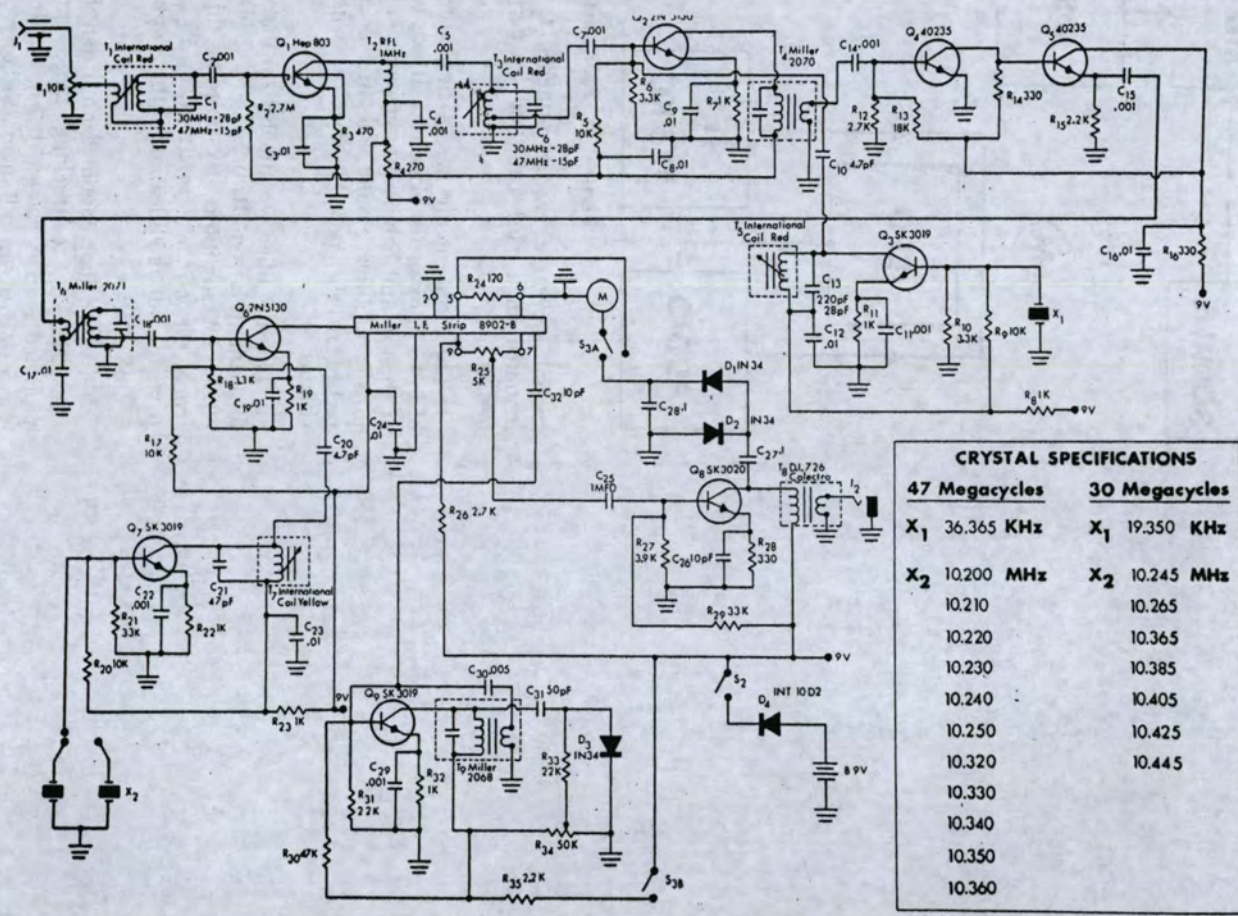 J1
R1 10K
T1 International
Coil Red
C2 .001
C1
30MHz-28pF
47MHz-15pF
R2 2.7M
Q1 Hep 803
C3 .01
R3 470
T2 RFL
1MHz
C4
.001
R4 270
9V
C5
.001
T3 International
Coil Red
C6
30MHz-28pF
47MHz-15pF
C7 .001
R5
10K
Q2 2N 5130
R6
3.3K
C9
.01
R7 1K
C8 .01
T4 Miller
2070
C10 4.7pF
C14 .001
R12
2.7K
R13
18K
Q4 40235
R14 330
Q5 40235
C15
.001
R15 2.2K
C16 .01
R16 330
9V
T5 International
Coil Red
Q3 SK3019
C13
220pF
28pF
C12
.01
R11
1K
C11 .001
R10
3.3K
R9 10K
X1
R8 1K
9V
T6 Miller 2071
C17 .01
C18 .001
Q6 2N5130
R17
10K
R18
C19 .01
R19
1K
C20
4.7pF
2
5
R24 120
6
M
Miller I.F. Strip 8902-B
9
7
R25
5K
C24
.01
C32 10pF
S3A
D1 IN34
D2 IN34
C28 .1
C27 .1
R26 2.7K
C25
1MFD
Q8 SK3020
T8 D.I. 726
Calectro
J2
R27
3.9K
C26 10pF
R28
330
R29 33K
9V
Q7 SK3019
C22
.001
C21
47pF
T7 International
Coil Yellow
R21
33K
R22 1K
C23
.01
R20 10K
R23 1K
9V
X2
Q9 SK3019
C30 .005
C31 50pF
T9 Miller
2068
C29
.001
R32
1K
R31
22K
R33
22K
D3
1N34
R30 47K
R34 50K
R35 2.2K
S3B
S2
D4
INT 10D2
B 9V
CRYSTAL SPECIFICATIONS
47 Megacycles 30 Megacycles
X1 36.365 KHz X1 19.350 KHz
X2 10.200 MHz X2 10.245 MHz
10.210 10.265
10.220 10.365
10.230 10.385
10.240 10.405
10.250 10.425
10.320 10.445
10.330
10.340
10.350
10.360